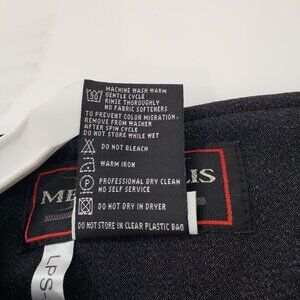 30
MACHINE WASH WARM
GENTLE CYCLE
RINSE THOROUGHLY
NO FABRIC SOFTENERS
TO PREVENT COLOR MIGRATION,
REMOVE FROM WASHER
AFTER SPIN CYCLE
DO NOT STORE WHILE WET
DO NOT BLEACH
WARM IRON
P PROFESSIONAL DRY CLEAN
NO SELF SERVICE
DO NOT DRY IN DRYER
DO NOT STORE IN CLEAR PLASTIC BAG
LPS-